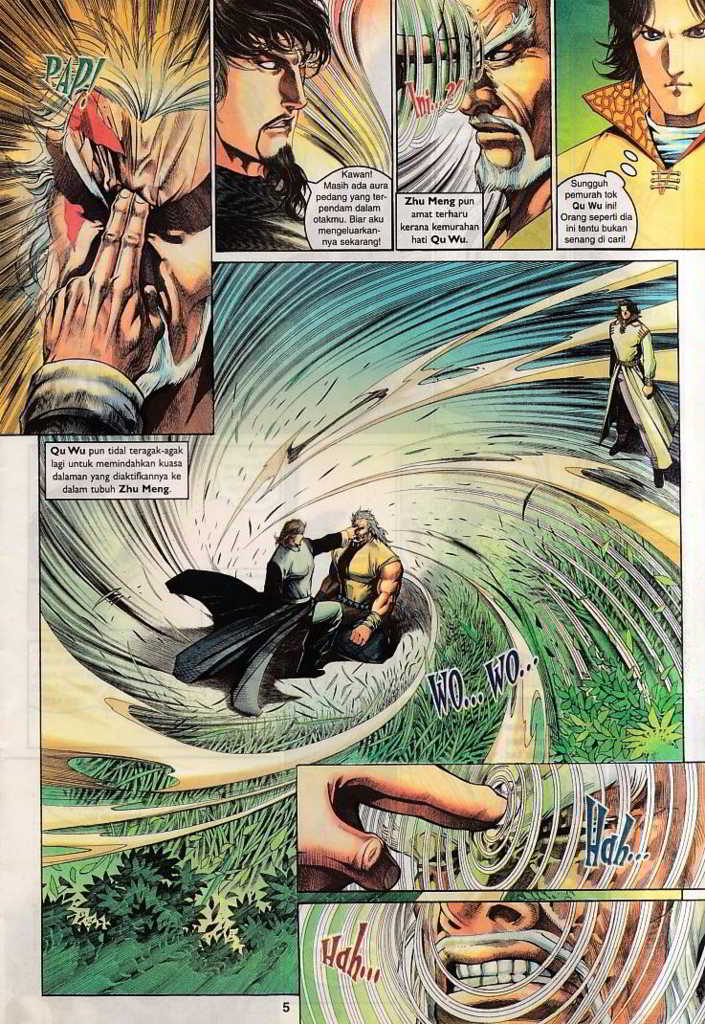 PAP!
Kawan!
Masih ada aura
pedang yang ter-
pendam dalam
otakmu. Biar aku
mengeluarkan-
nya sekarang!
Ini...?
Zhu Meng pun
amat terharu
kerana kemurahan
hati Qu Wu.
Sungguh
pemurah tok
Qu Wu ini!
Orang seperti dia
ini tentu bukan
senang di cari!
Qu Wu pun tidak teragak-agak
lagi untuk memindahkan kuasa
dalaman yang diaktifkannya ke
dalam tubuh Zhu Meng.
WO... WO...
Hah...
Hah...
5